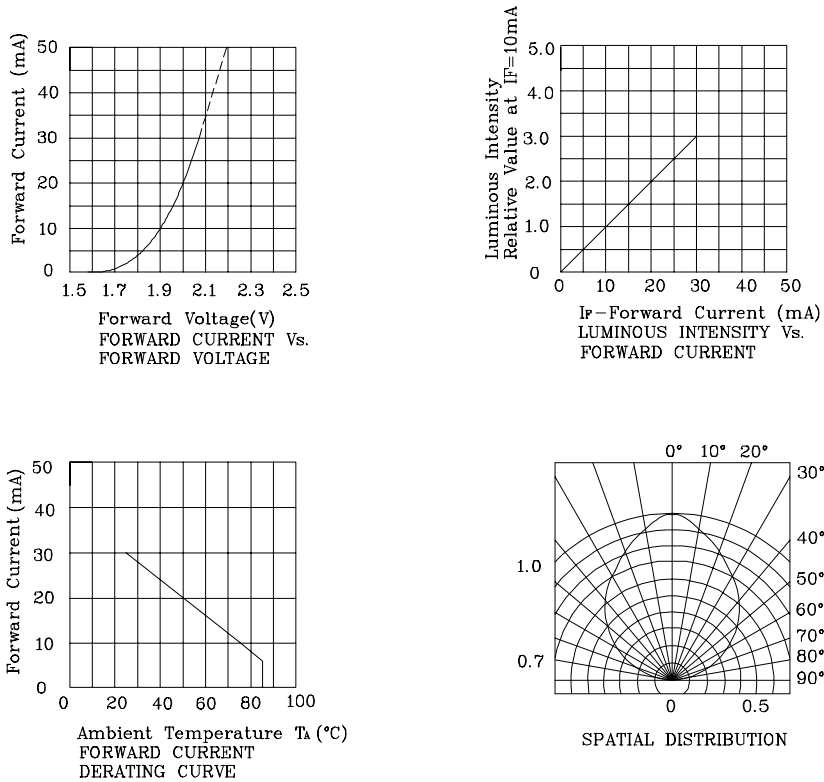 Forward Current (mA)
50
40
30
20
10
0
1.5 1.7 1.9 2.1 2.3 2.5
Forward Voltage(V)
FORWARD CURRENT Vs.
FORWARD VOLTAGE
Luminous Intensity
Relative Value at IF=10mA
5.0
4.0
3.0
2.0
1.0
0
0 10 20 30 40 50
IF-Forward Current (mA)
LUMINOUS INTENSITY Vs.
FORWARD CURRENT
Forward Current(mA)
50
40
30
20
10
0
0 20 40 60 80 100
Ambient Temperature TA(°C)
FORWARD CURRENT
DERATING CURVE
0° 10° 20°
30°
40°
1.0
50°
60°
70°
0.7
80°
90°
0 0.5
SPATIAL DISTRIBUTION